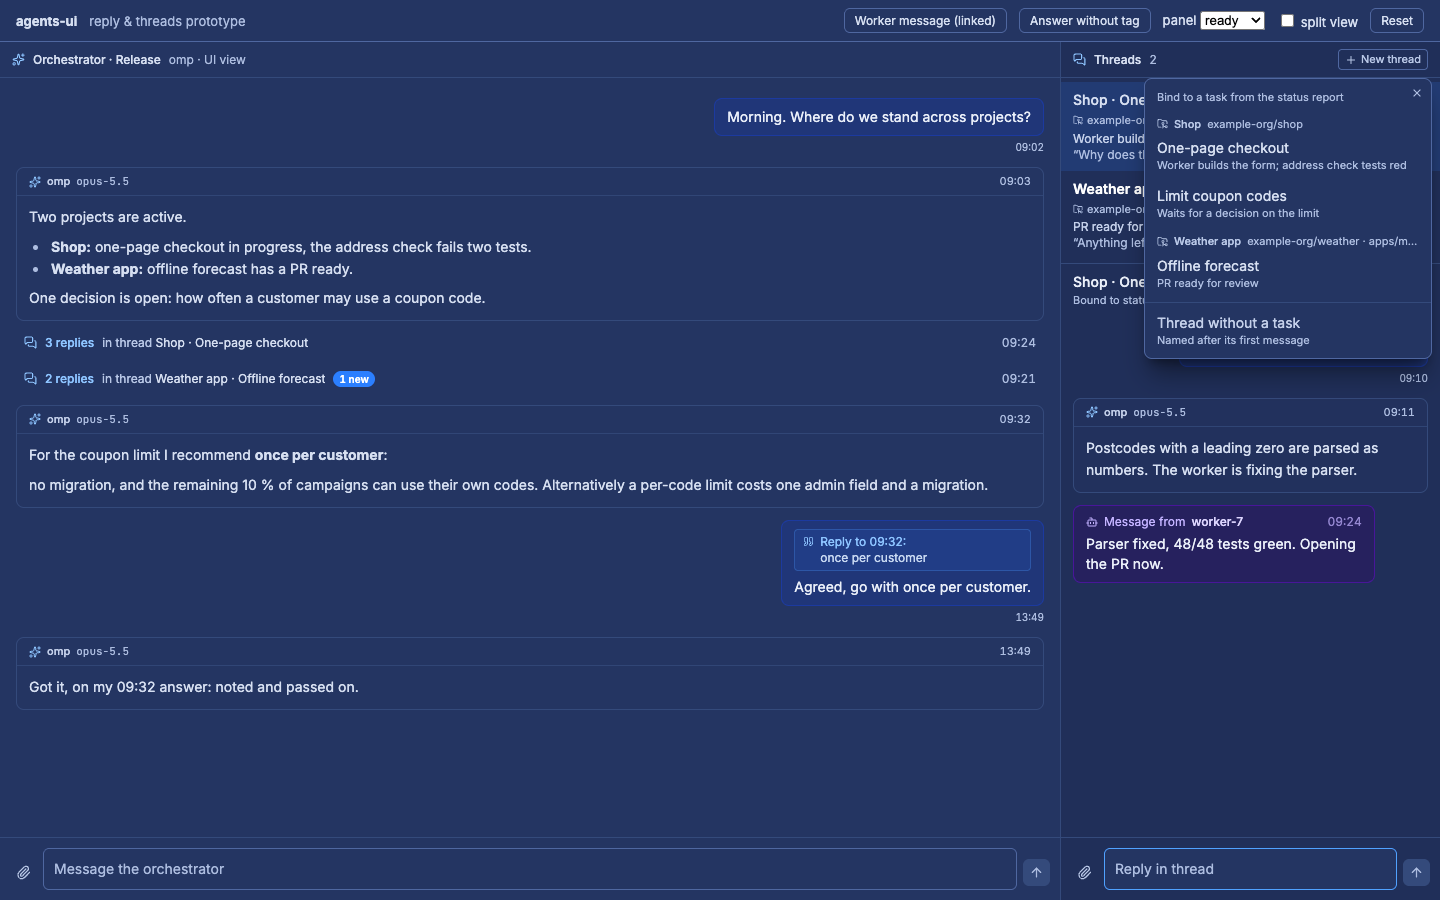 agents-ui reply & threads prototype
Worker message (linked)
Answer without tag
panel ready
split view
Reset
Orchestrator · Release omp · UI view
Morning. Where do we stand across projects?
09:02
omp opus-5.5 09:03
Two projects are active.
• Shop: one-page checkout in progress, the address check fails two tests.
• Weather app: offline forecast has a PR ready.
One decision is open: how often a customer may use a coupon code.
3 replies in thread Shop · One-page checkout 09:24
2 replies in thread Weather app · Offline forecast 1 new 09:21
omp opus-5.5 09:32
For the coupon limit I recommend once per customer:
no migration, and the remaining 10 % of campaigns can use their own codes. Alternatively a per-code limit costs one admin field and a migration.
Reply to 09:32:
once per customer
Agreed, go with once per customer.
13:49
omp opus-5.5 13:49
Got it, on my 09:32 answer: noted and passed on.
Message the orchestrator
Threads 2
+ New thread
Shop · One
example-or
Worker build
“Why does t
Weather a
example-or
PR ready for
“Anything lef
Shop · One
Bound to statu
Bind to a task from the status report
Shop example-org/shop
One-page checkout
Worker builds the form; address check tests red
Limit coupon codes
Waits for a decision on the limit
Weather app example-org/weather · apps/m...
Offline forecast
PR ready for review
Thread without a task
Named after its first message
09:10
omp opus-5.5 09:11
Postcodes with a leading zero are parsed as
numbers. The worker is fixing the parser.
Message from worker-7 09:24
Parser fixed, 48/48 tests green. Opening
the PR now.
Reply in thread